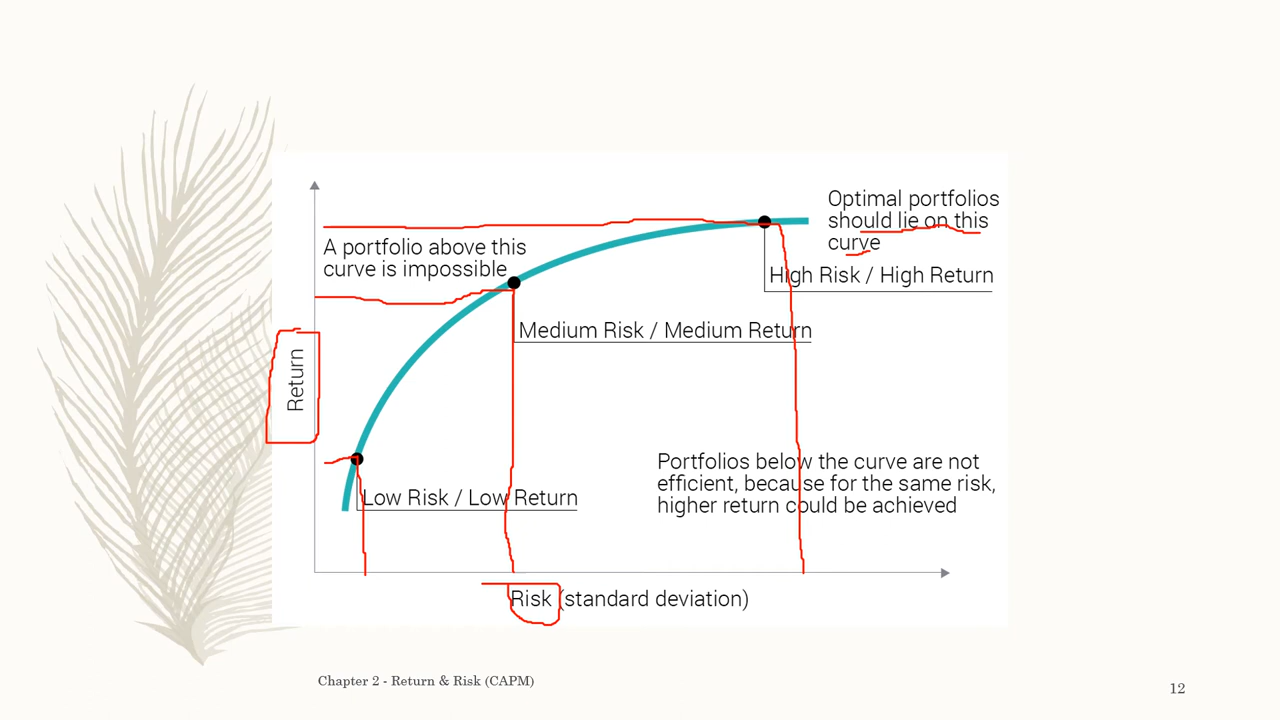 Optimal portfolios
should lie on this
curve
A portfolio above this
curve is impossible
High Risk / High Return
Medium Risk / Medium Return
Return
Portfolios below the curve are not
efficient, because for the same risk,
higher return could be achieved
Low Risk / Low Return
Risk (standard deviation)
Chapter 2 - Return & Risk (CAPM)
12